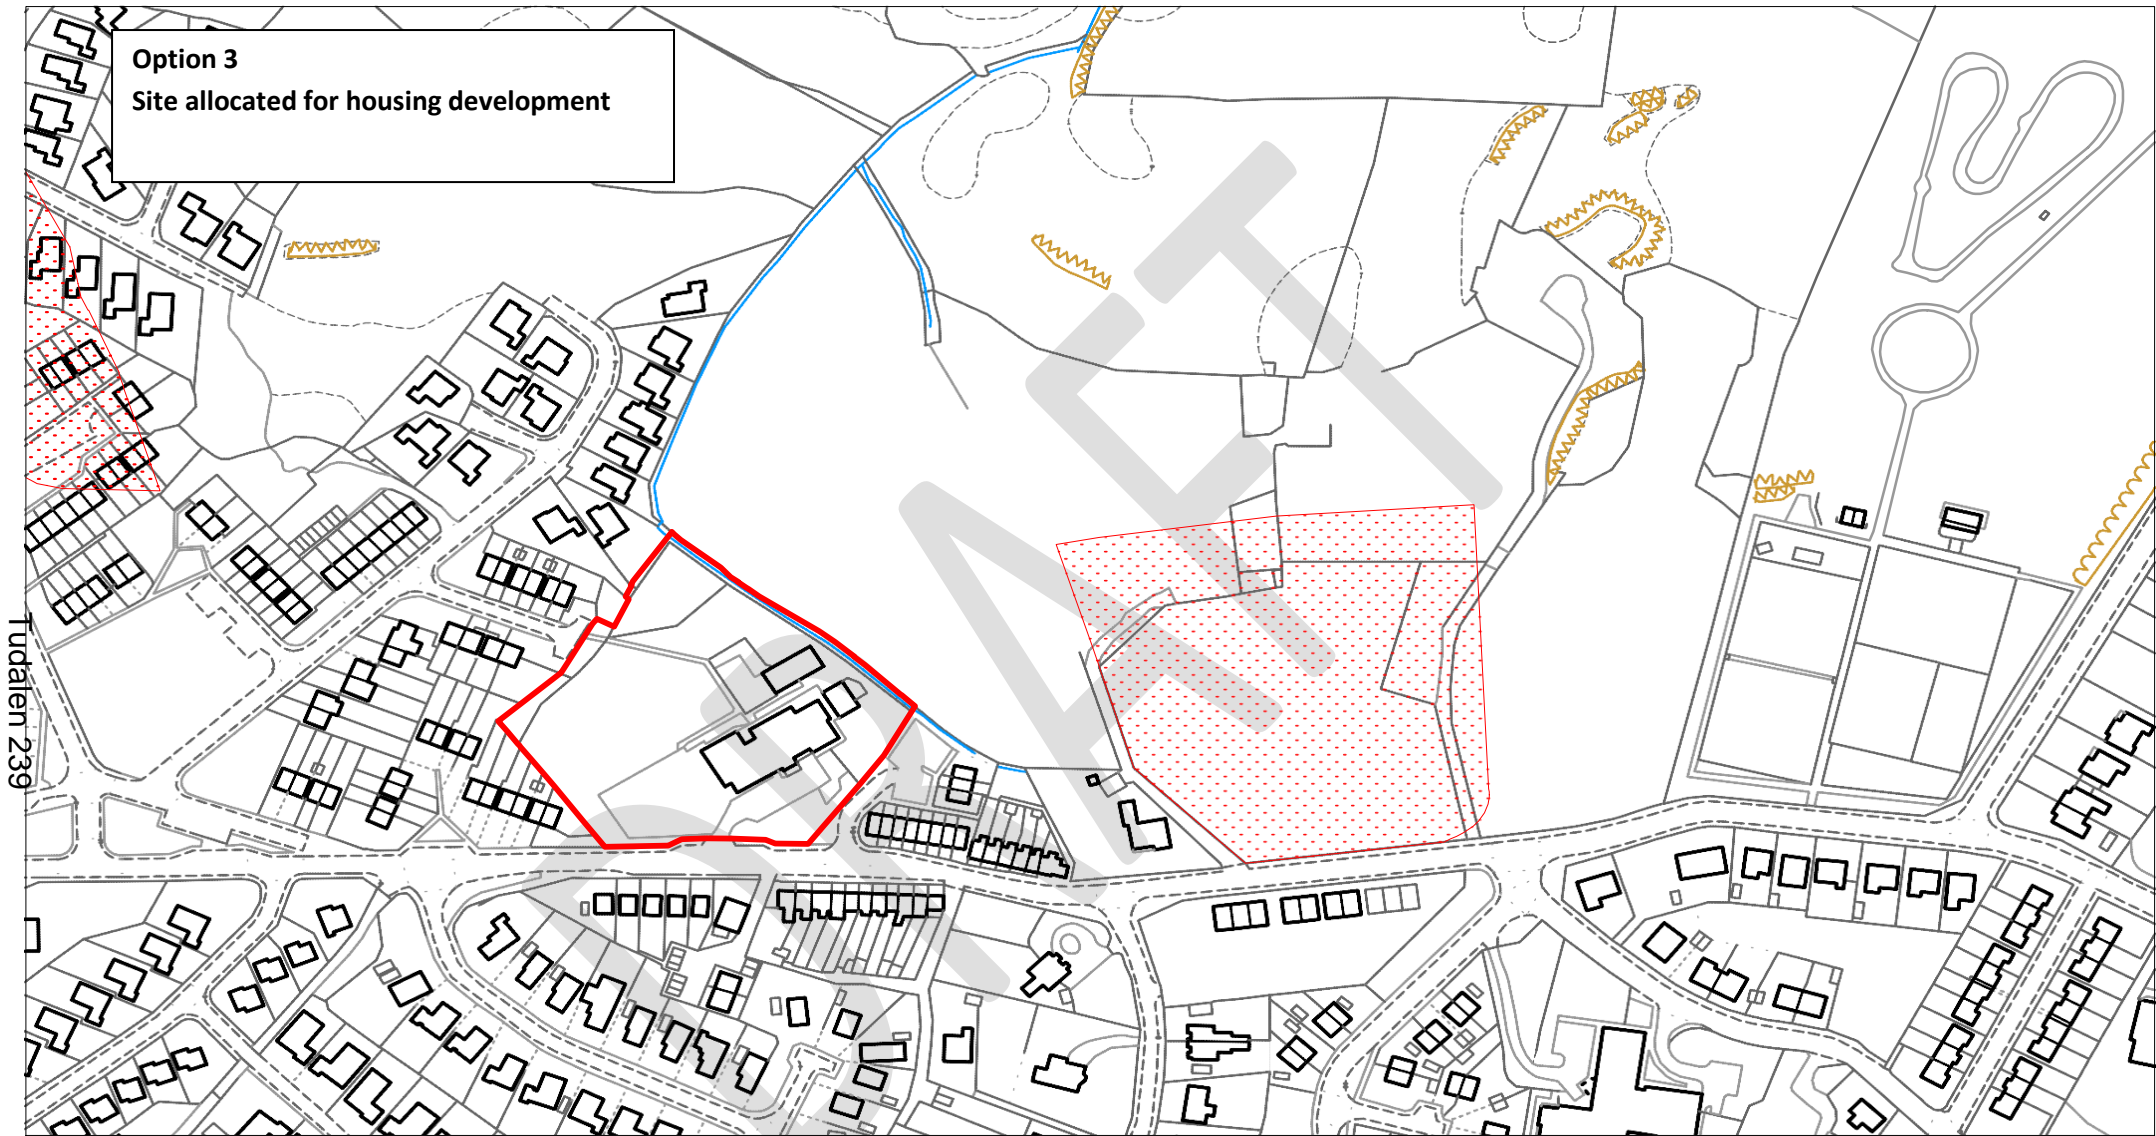 Option 3
Site allocated for housing development
DRAFT
Tudalen 239